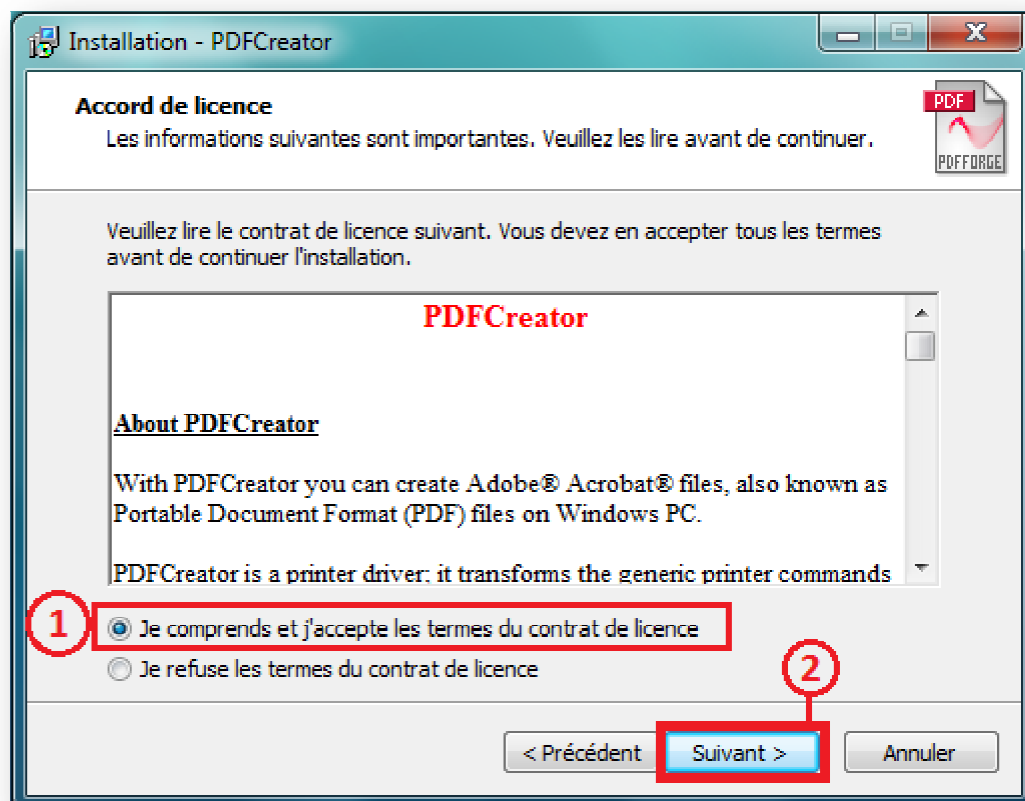 Installation - PDFCreator
Accord de licence
Les informations suivantes sont importantes. Veuillez les lire avant de continuer.
PDF
PDFFORGE
Veuillez lire le contrat de licence suivant. Vous devez en accepter tous les termes
avant de continuer l'installation.
PDFCreator
About PDFCreator
With PDFCreator you can create Adobe® Acrobat® files, also known as
Portable Document Format (PDF) files on Windows PC.
PDFCreator is a printer driver; it transforms the generic printer commands
1
Je comprends et j'accepte les termes du contrat de licence
Je refuse les termes du contrat de licence
2
< Précédent
Suivant >
Annuler